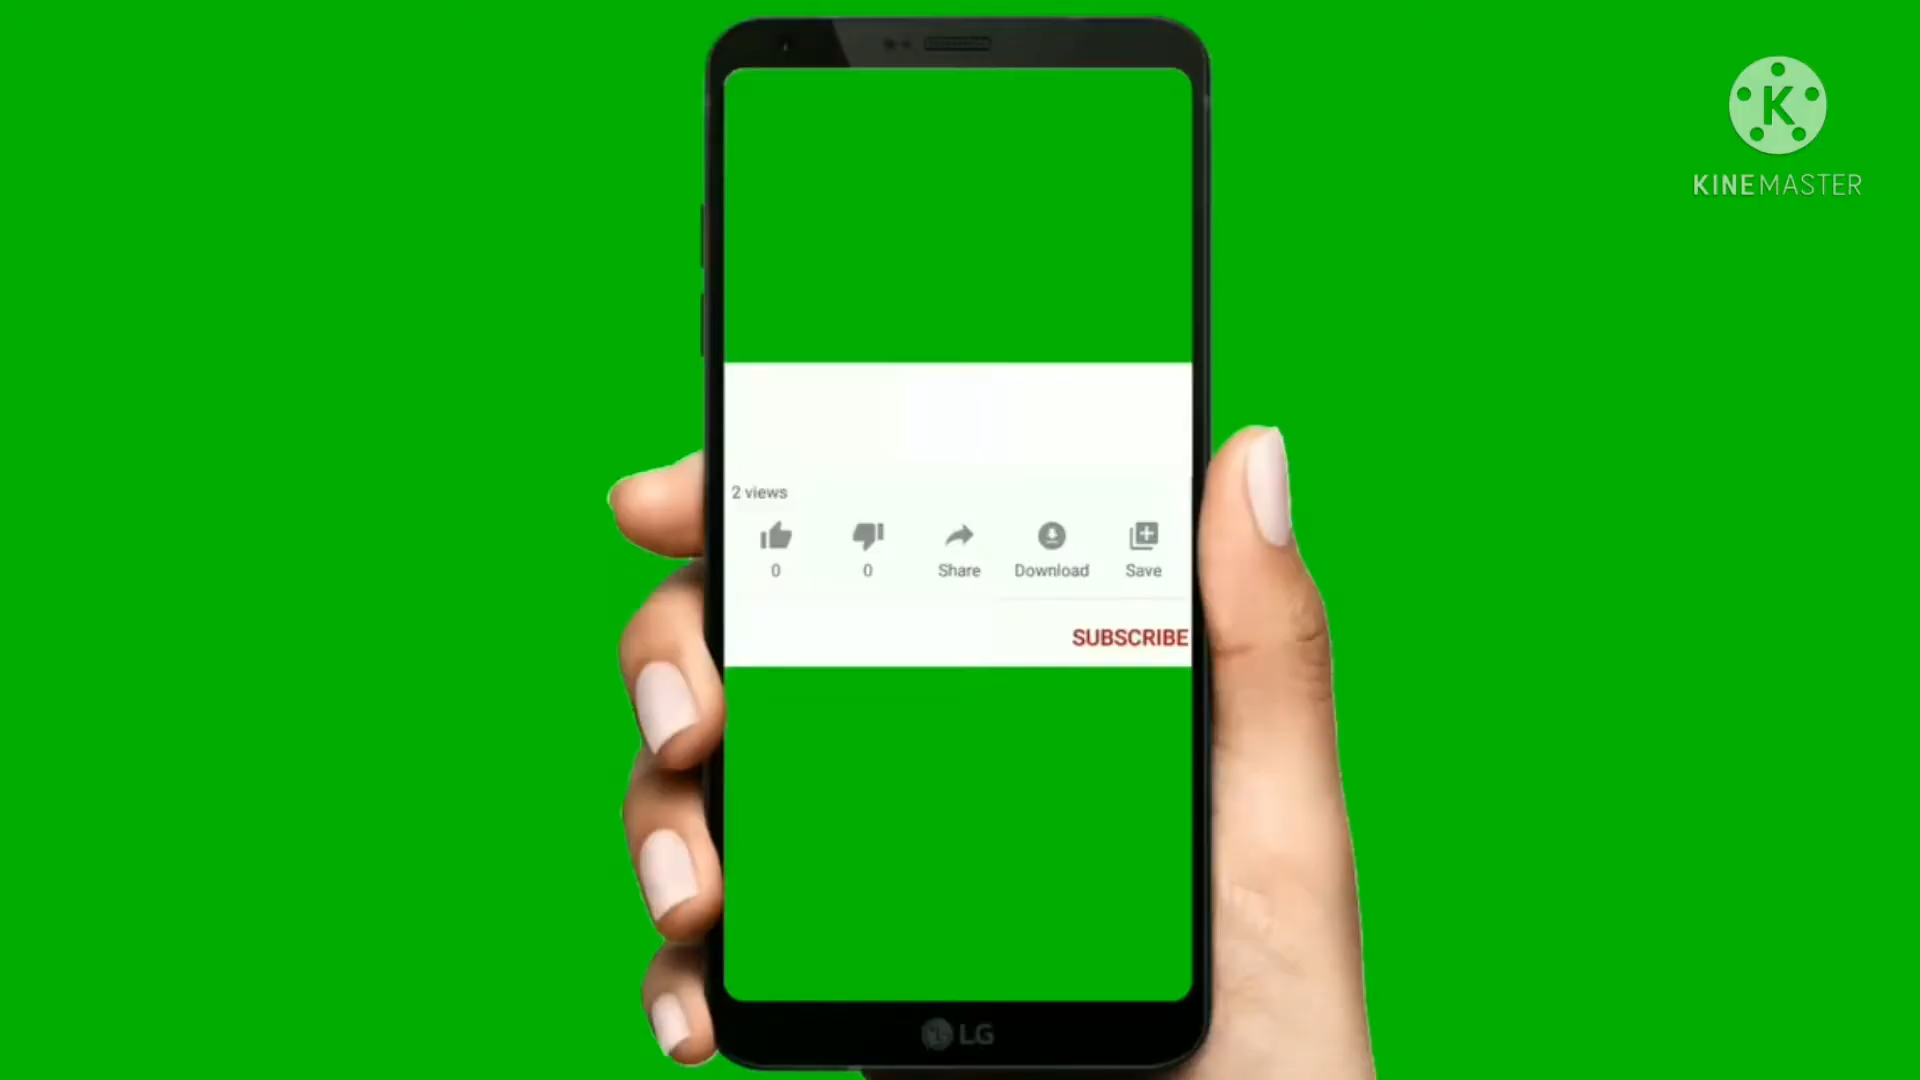 K
KINEMASTER
2 views
0 0 Share Download Save
SUBSCRIBE
LG